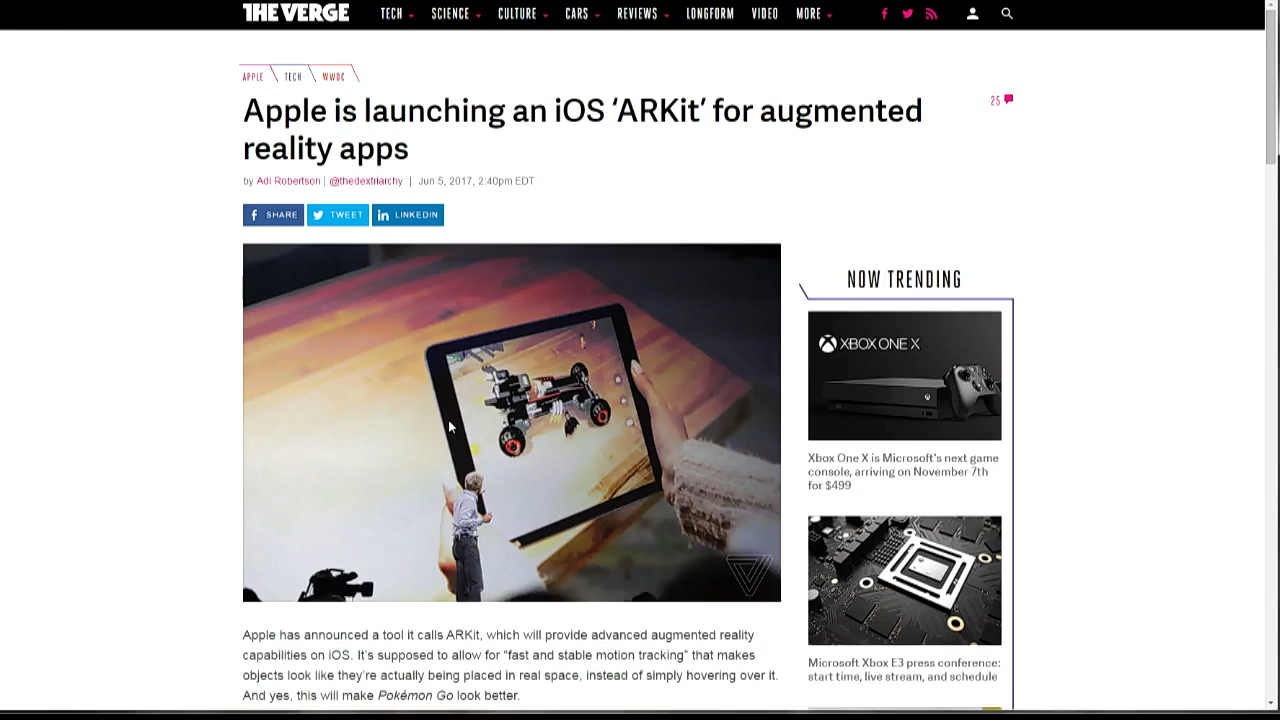 THE VERGE
TECH SCIENCE CULTURE CARS REVIEWS LONGFORM VIDEO MORE
APPLE TECH WWDC
Apple is launching an iOS ‘ARKit’ for augmented
reality apps
25
by Adi Robertson | @thedextriarchy | Jun 5, 2017, 2:40pm EDT
SHARE TWEET LINKEDIN
NOW TRENDING
XBOX ONE X
Xbox One X is Microsoft's next game
console, arriving on November 7th
for $499
Microsoft Xbox E3 press conference:
start time, live stream, and schedule
Apple has announced a tool it calls ARKit, which will provide advanced augmented reality
capabilities on iOS. It’s supposed to allow for “fast and stable motion tracking” that makes
objects look like they’re actually being placed in real space, instead of simply hovering over it.
And yes, this will make Pokémon Go look better.